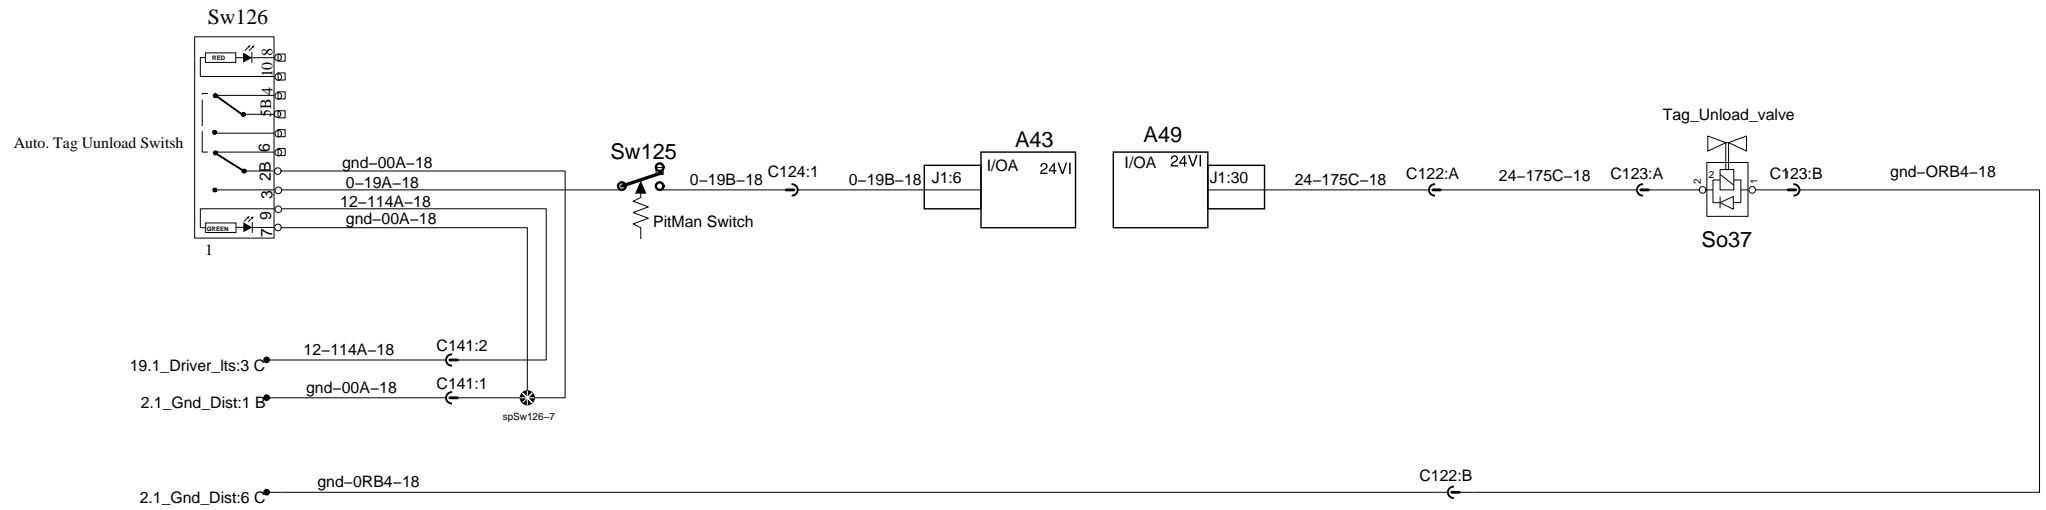 Sw126
RED
8
10
4
5B
6
2B
3
9
7
GREEN
1
Auto. Tag Uunload Switsh
gnd-00A-18
0-19A-18
12-114A-18
gnd-00A-18
Sw125
PitMan Switch
0-19B-18
C124:1
0-19B-18
J1:6
A43
I/OA
24VI
A49
I/OA
24VI
J1:30
24-175C-18
C122:A
24-175C-18
C123:A
Tag_Unload_valve
2
2
1
1
So37
C123:B
gnd-ORB4-18
19.1_Driver_lts:3 C
12-114A-18
C141:2
2.1_Gnd_Dist:1 B
gnd-00A-18
C141:1
spSw126-7
2.1_Gnd_Dist:6 C
gnd-0RB4-18
C122:B